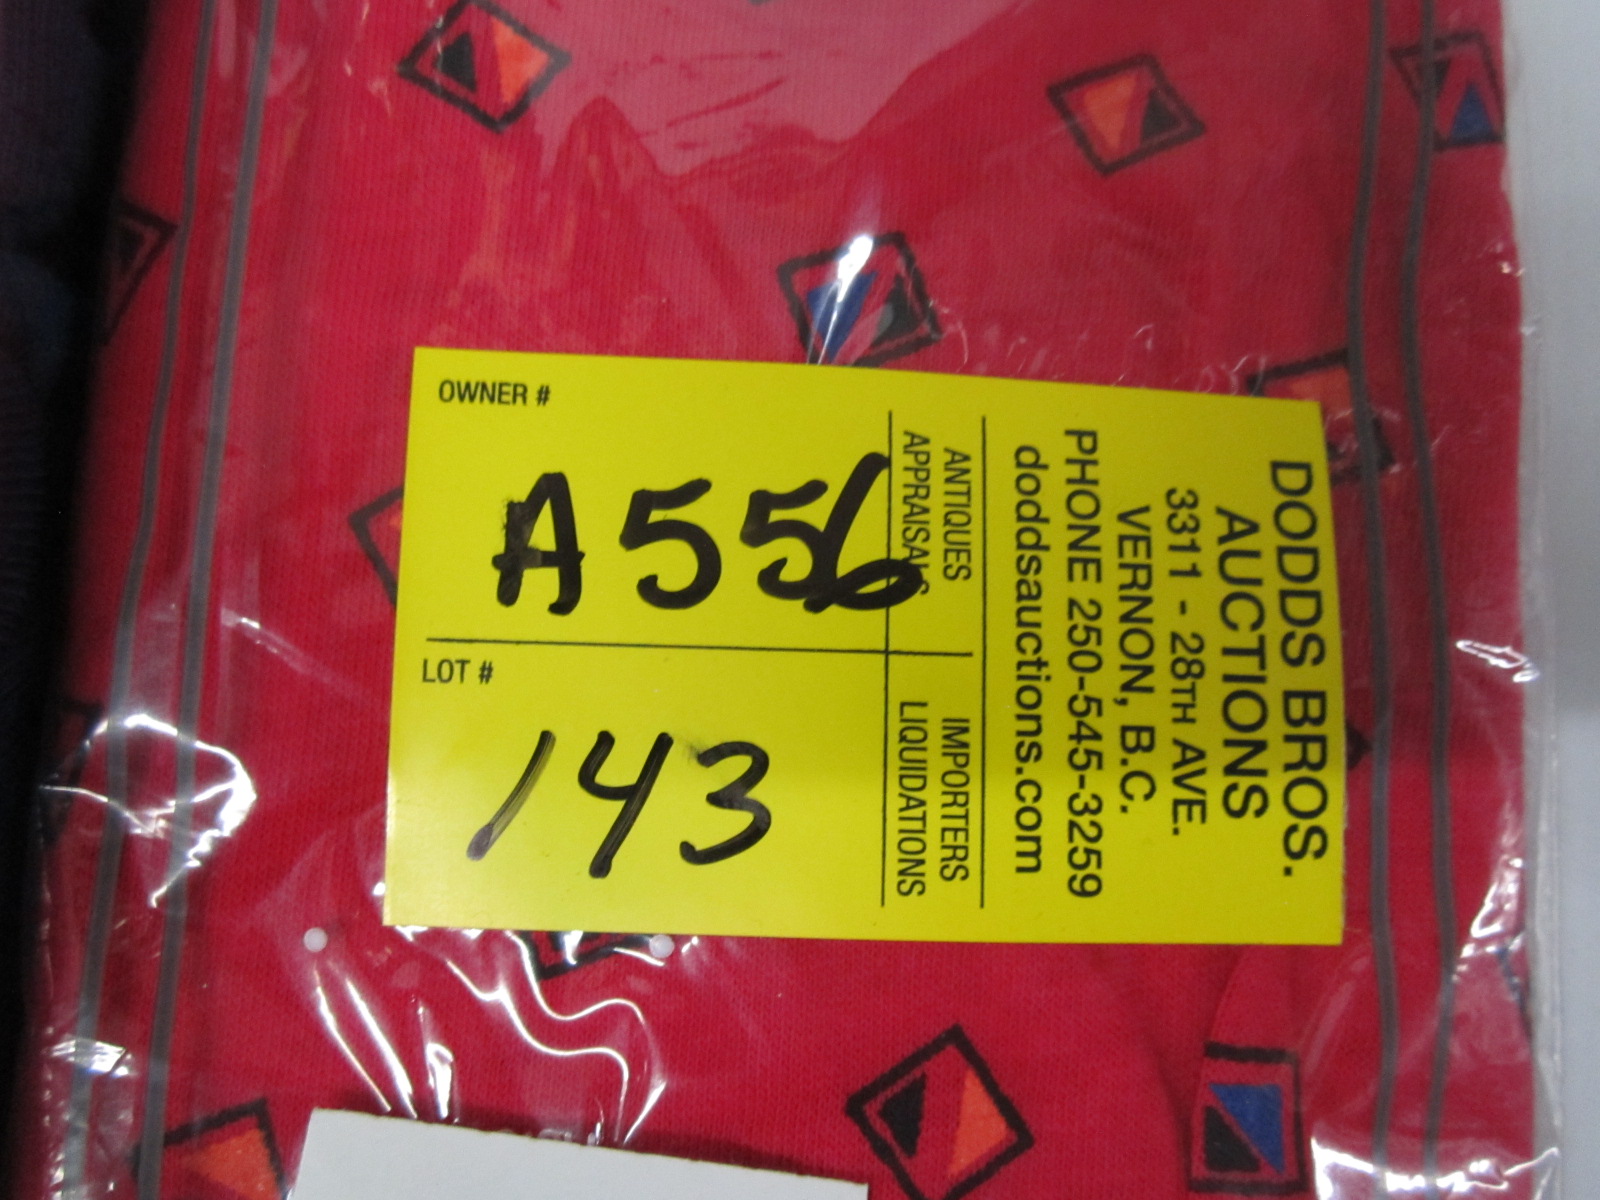 OWNER #
A556
LOT #
143
DODDS BROS.
AUCTIONS
3311 - 28TH AVE.
VERNON, B.C.
PHONE 250-545-3259
doddsauctions.com
ANTIQUES IMPORTERS
APPRAISALS LIQUIDATIONS